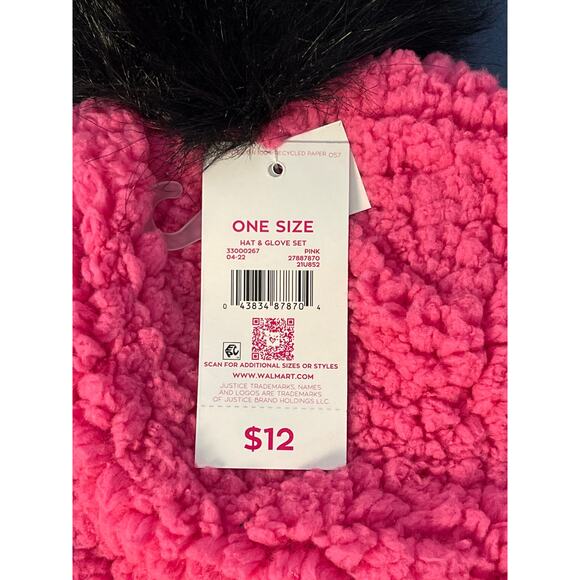 ON 100% RECYCLED PAPER .057
ONE SIZE
HAT & GLOVE SET
33000267 PINK
04-22 27887870
21U852
0 43834 87870 4
SCAN FOR ADDITIONAL SIZES OR STYLES
WWW.WALMART.COM
JUSTICE TRADEMARKS, NAMES
AND LOGOS ARE TRADEMARKS
OF JUSTICE BRAND HOLDINGS LLC.
$12